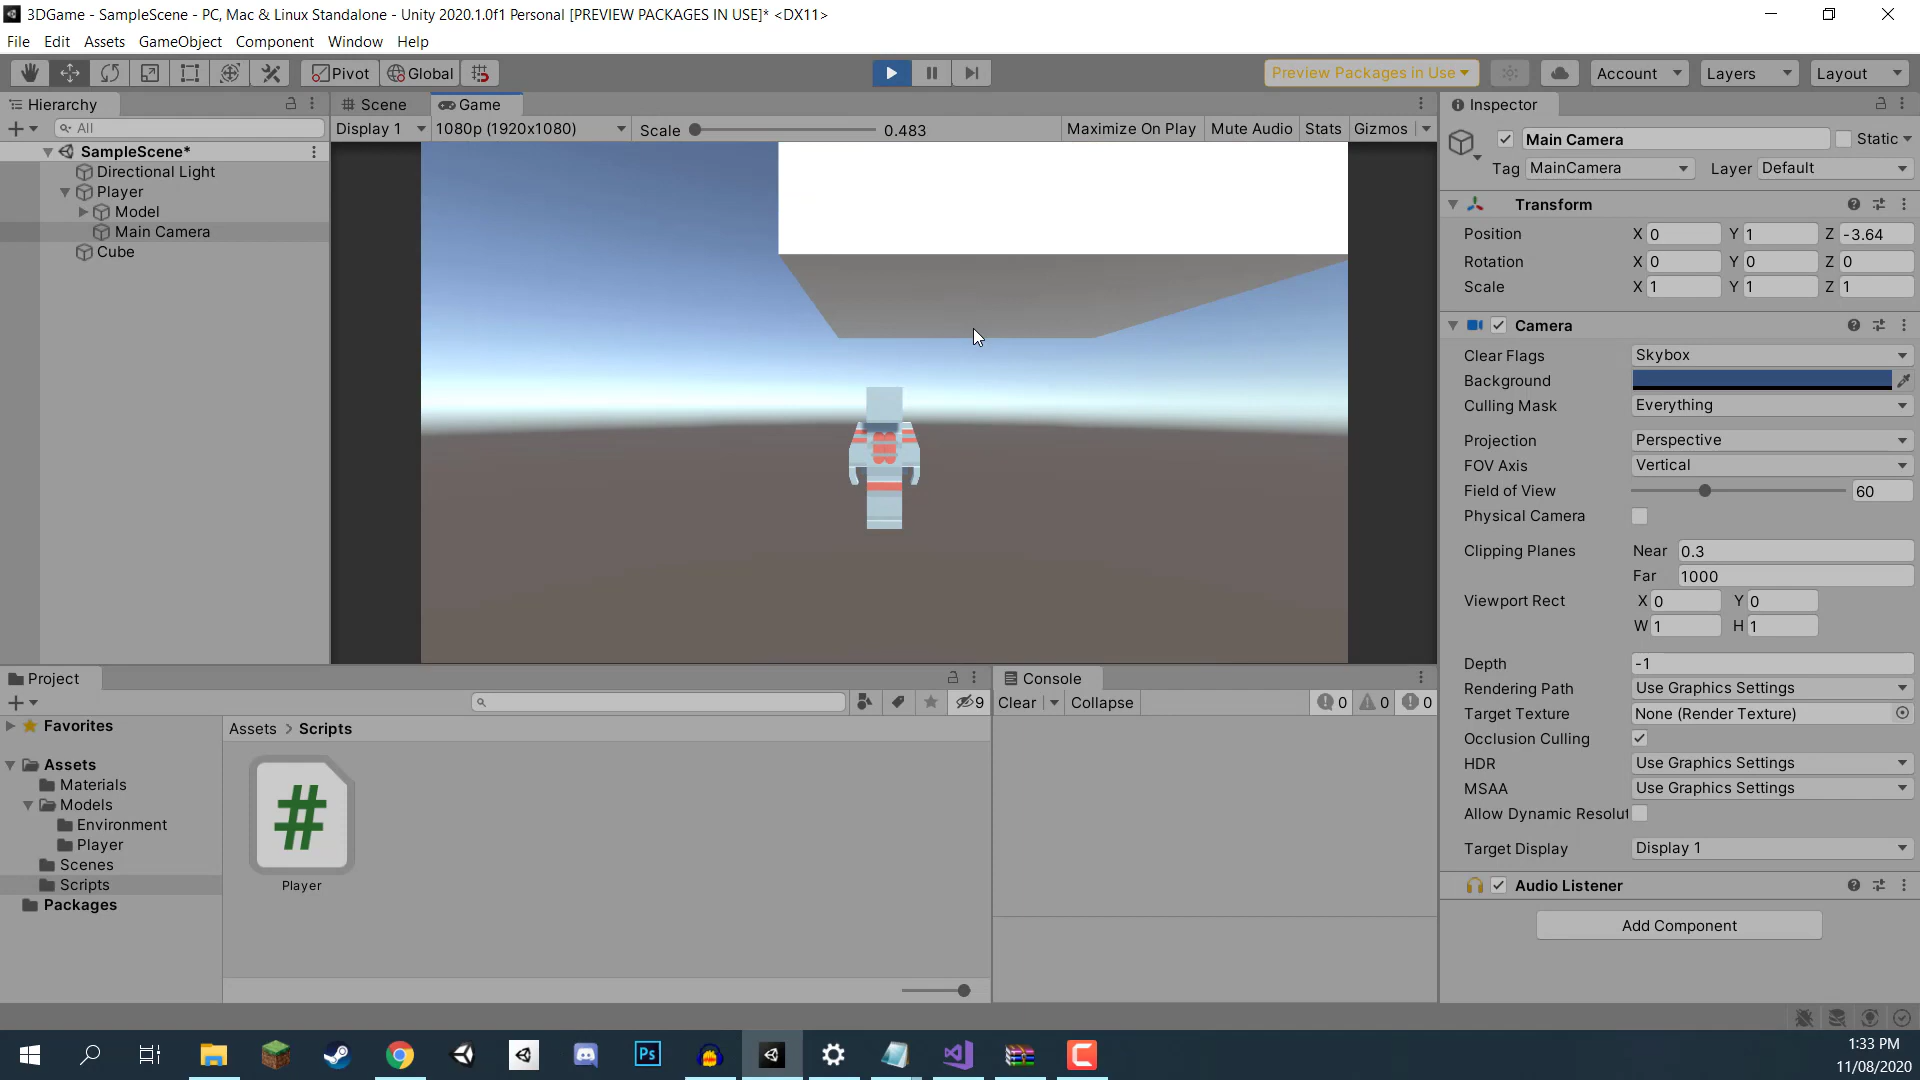 3DGame - SampleScene - PC, Mac & Linux Standalone - Unity 2020.1.0f1 Personal [PREVIEW PACKAGES IN USE]* <DX11>
File Edit Assets GameObject Component Window Help
Pivot Global Preview Packages in Use Account Layers Layout
Hierarchy
All
SampleScene*
Directional Light
Player
Model
Main Camera
Cube
Scene Game
Display 1 1080p (1920x1080) Scale 0.483 Maximize On Play Mute Audio Stats Gizmos
Inspector
Main Camera Static
Tag MainCamera Layer Default
Transform
Position X 0 Y 1 Z -3.64
Rotation X 0 Y 0 Z 0
Scale X 1 Y 1 Z 1
Camera
Clear Flags Skybox
Background
Culling Mask Everything
Projection Perspective
FOV Axis Vertical
Field of View 60
Physical Camera
Clipping Planes Near 0.3
Far 1000
Viewport Rect X 0 Y 0
W 1 H 1
Depth -1
Rendering Path Use Graphics Settings
Target Texture None (Render Texture)
Occlusion Culling
HDR Use Graphics Settings
MSAA Use Graphics Settings
Allow Dynamic Resolut
Target Display Display 1
Audio Listener
Add Component
Project
9
Favorites
Assets
Materials
Models
Environment
Player
Scenes
Scripts
Packages
Assets > Scripts
#
Player
Console
Clear Collapse 0 0 0
Ps
1:33 PM
11/08/2020